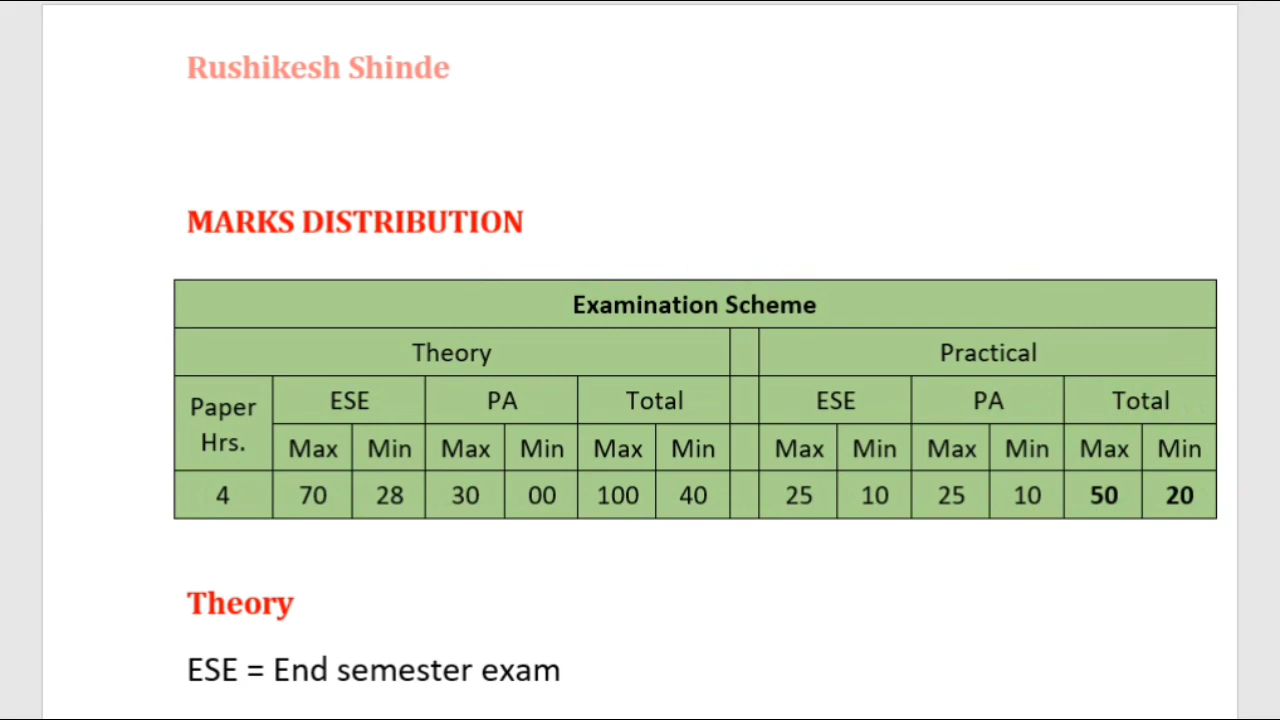 Rushikesh Shinde
MARKS DISTRIBUTION
Examination Scheme
Theory Practical
Paper Hrs. ESE PA Total ESE PA Total
Max Min Max Min Max Min Max Min Max Min Max Min
4 70 28 30 00 100 40 25 10 25 10 50 20
Theory
ESE = End semester exam